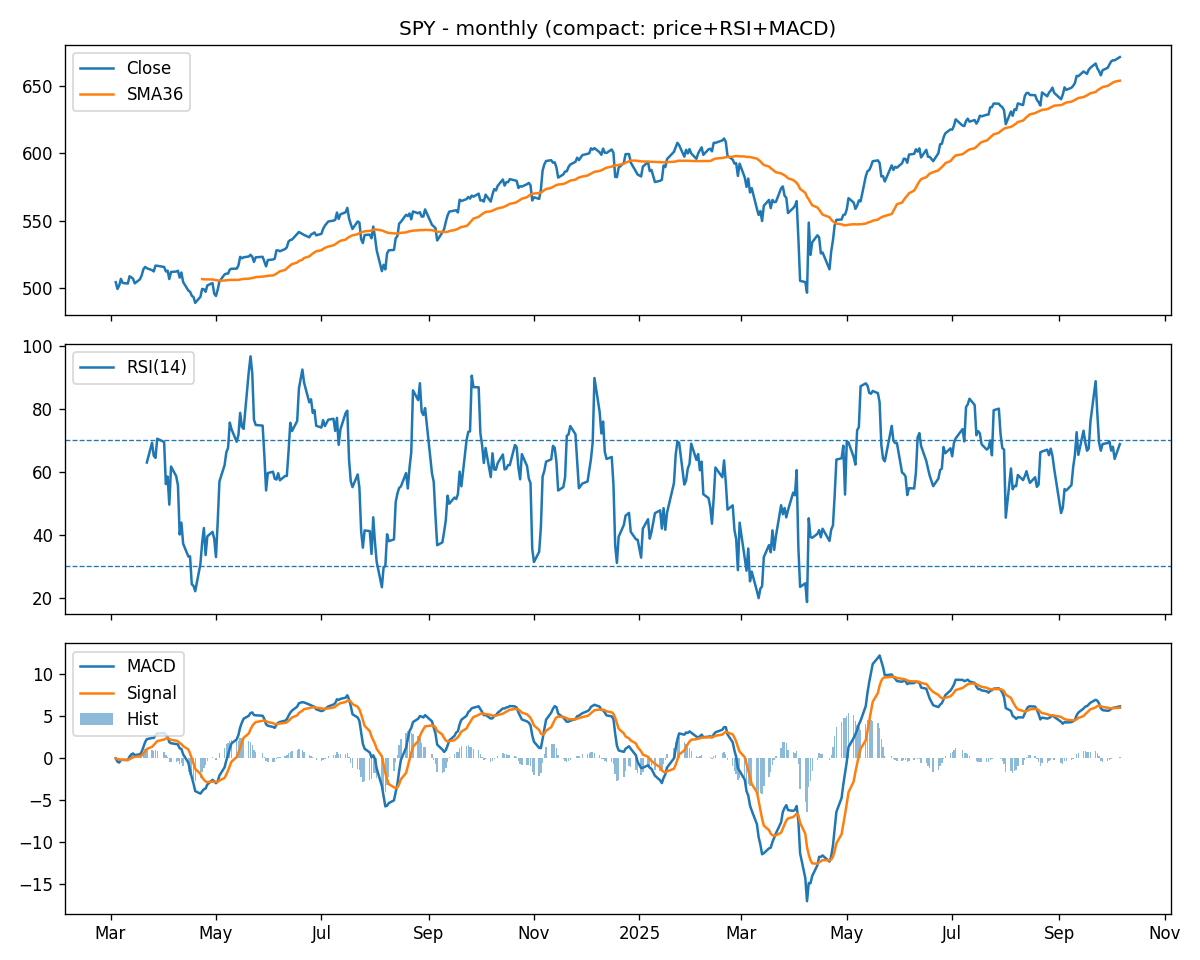 SPY - monthly (compact: price+RSI+MACD)
Close
SMA36
650
600
550
500
RSI(14)
100
80
60
40
20
MACD
Signal
Hist
10
5
0
−5
−10
−15
Mar May Jul Sep Nov 2025 Mar May Jul Sep Nov